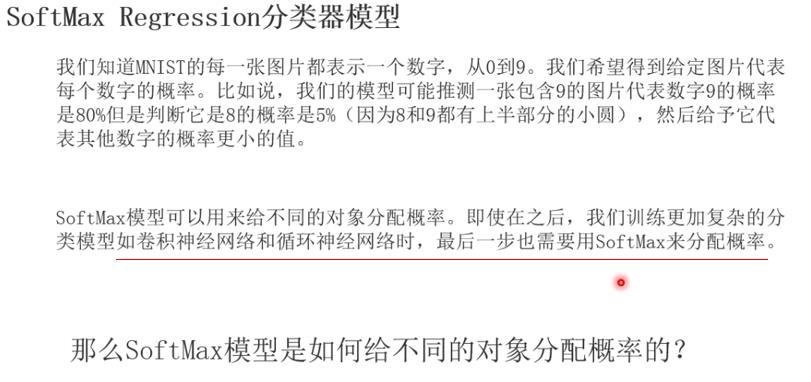 SoftMax Regression分类器模型
我们知道MNIST的每一张图片都表示一个数字，从0到9。我们希望得到给定图片代表
每个数字的概率。比如说，我们的模型可能推测一张包含9的图片代表数字9的概率
是80%但是判断它是8的概率是5%（因为8和9都有上半部分的小圆），然后给予它代
表其他数字的概率更小的值。
SoftMax模型可以用来给不同的对象分配概率。即使在之后，我们训练更加复杂的分
类模型如卷积神经网络和循环神经网络时，最后一步也需要用SoftMax来分配概率。
那么SoftMax模型是如何给不同的对象分配概率的？